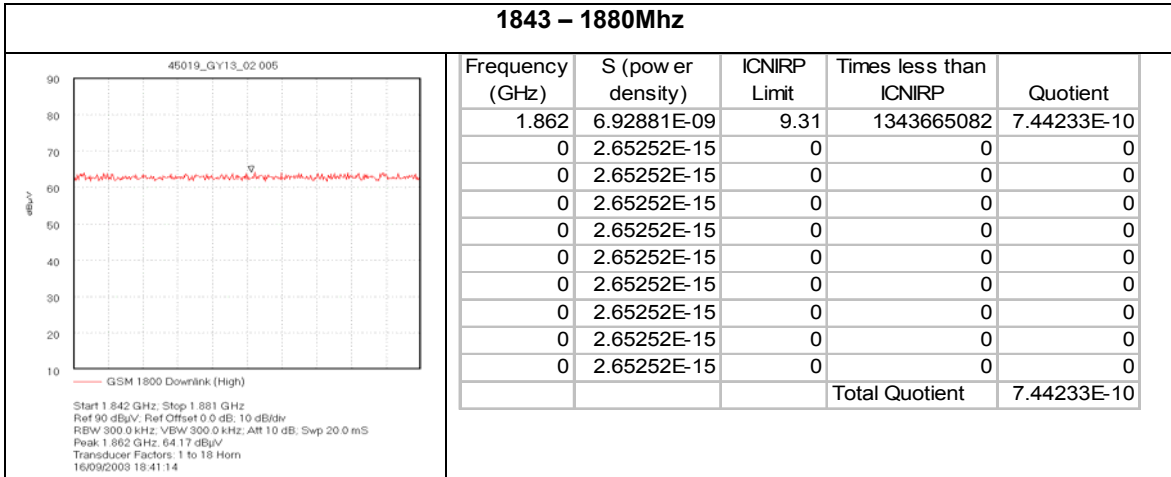 1843 – 1880Mhz
45019_GY13_02 005
90
80
70
60
50
40
30
20
10
dBµV
GSM 1800 Downlink (High)
Start 1.842 GHz; Stop 1.881 GHz
Ref 90 dBµV; Ref Offset 0.0 dB; 10 dB/div
RBW 300.0 kHz; VBW 300.0 kHz; Att 10 dB; Swp 20.0 mS
Peak 1.862 GHz, 64.17 dBµV
Transducer Factors: 1 to 18 Horn
16/09/2003 18:41:14
Frequency (GHz) S (pow er density) ICNIRP Limit Times less than ICNIRP Quotient
1.862 6.92881E-09 9.31 1343665082 7.44233E-10
0 2.65252E-15 0 0 0
0 2.65252E-15 0 0 0
0 2.65252E-15 0 0 0
0 2.65252E-15 0 0 0
0 2.65252E-15 0 0 0
0 2.65252E-15 0 0 0
0 2.65252E-15 0 0 0
0 2.65252E-15 0 0 0
0 2.65252E-15 0 0 0
Total Quotient 7.44233E-10